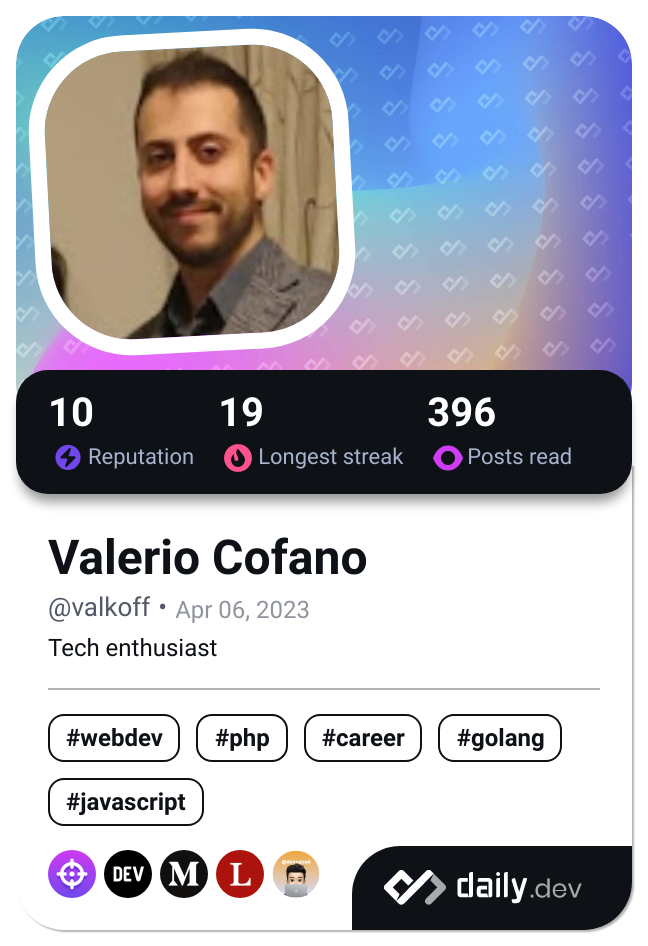 10 19 396
Reputation Longest streak Posts read
Valerio Cofano
@valkoff • Apr 06, 2023
Tech enthusiast
#webdev #php #career #golang
#javascript
DEV M L
daily.dev